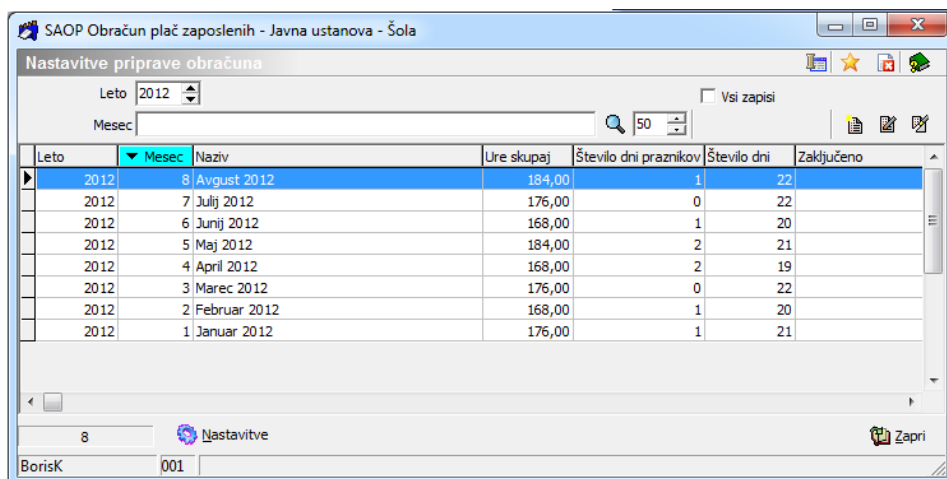 SAOP Obračun plač zaposlenih - Javna ustanova - Šola
Nastavitve priprave obračuna
Leto 2012 Vsi zapisi
Mesec 50
Leto Mesec Naziv Ure skupaj Število dni praznikov Število dni Zaključeno
2012 8 Avgust 2012 184,00 1 22
2012 7 Julij 2012 176,00 0 22
2012 6 Junij 2012 168,00 1 20
2012 5 Maj 2012 184,00 2 21
2012 4 April 2012 168,00 2 19
2012 3 Marec 2012 176,00 0 22
2012 2 Februar 2012 168,00 1 20
2012 1 Januar 2012 176,00 1 21
8 Nastavitve Zapri
BorisK 001